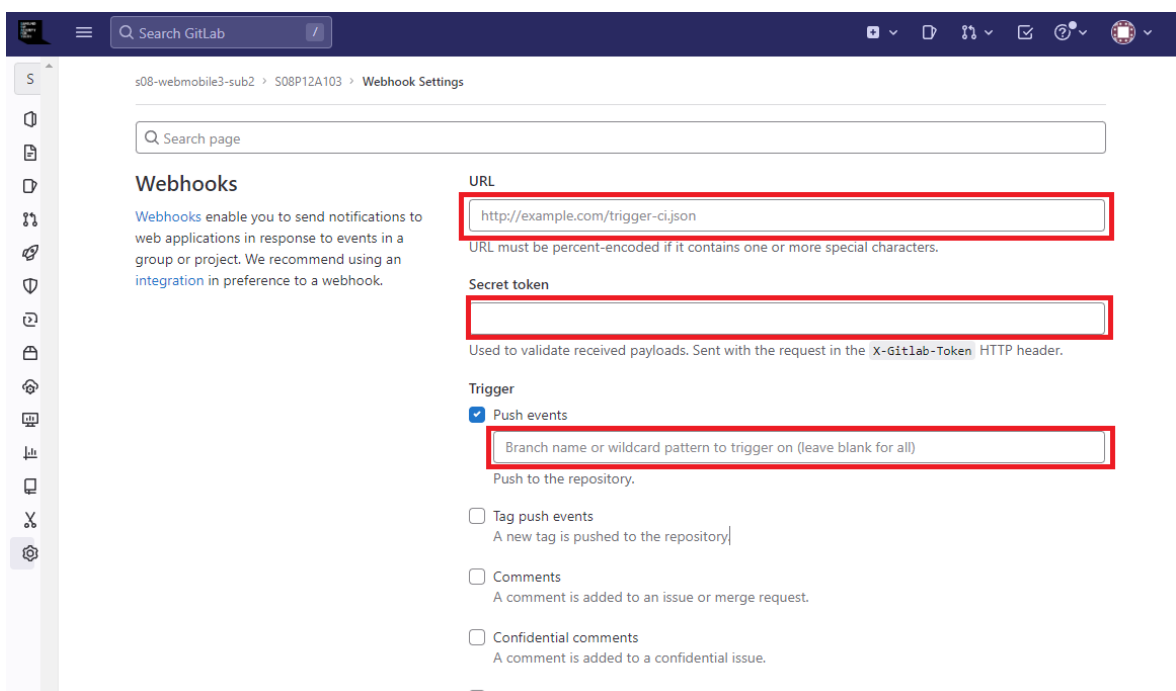 Search GitLab /
S
s08-webmobile3-sub2 > S08P12A103 > Webhook Settings
Search page
Webhooks
Webhooks enable you to send notifications to
web applications in response to events in a
group or project. We recommend using an
integration in preference to a webhook.
URL
http://example.com/trigger-ci.json
URL must be percent-encoded if it contains one or more special characters.
Secret token
Used to validate received payloads. Sent with the request in the X-Gitlab-Token HTTP header.
Trigger
Push events
Branch name or wildcard pattern to trigger on (leave blank for all)
Push to the repository.
Tag push events
A new tag is pushed to the repository.
Comments
A comment is added to an issue or merge request.
Confidential comments
A comment is added to a confidential issue.